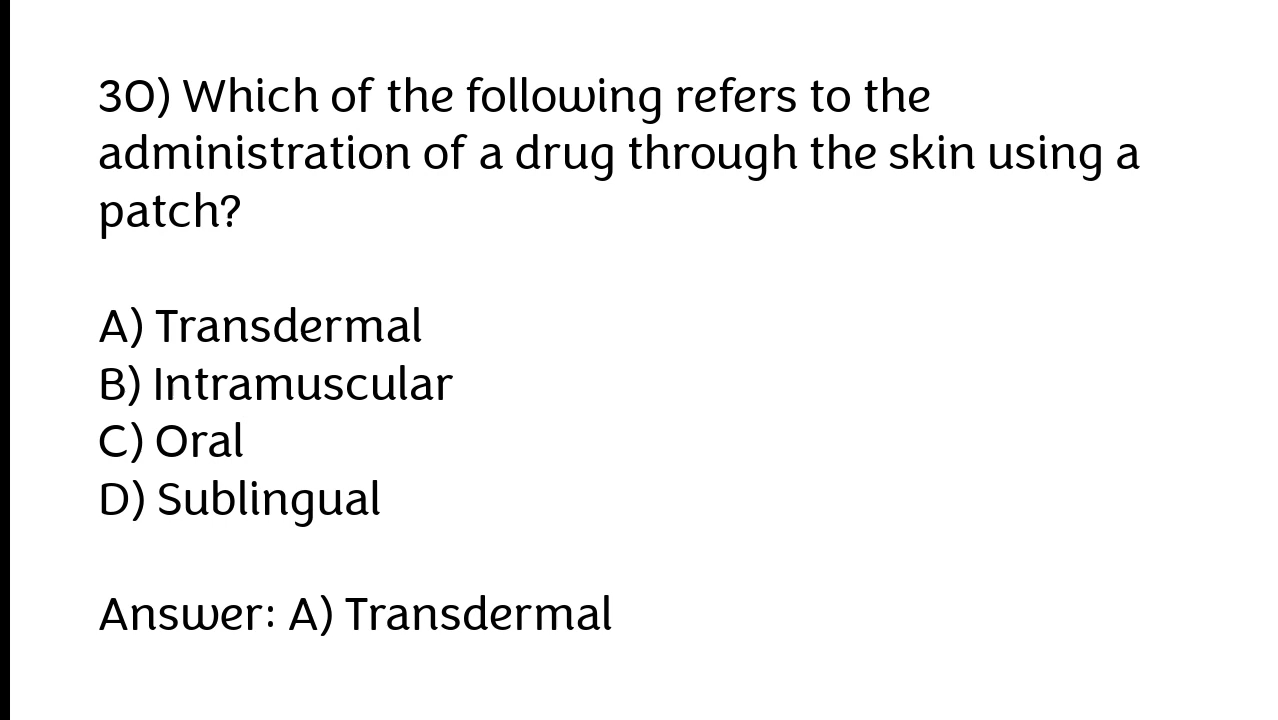 30) Which of the following refers to the
administration of a drug through the skin using a
patch?
A) Transdermal
B) Intramuscular
C) Oral
D) Sublingual
Answer: A) Transdermal